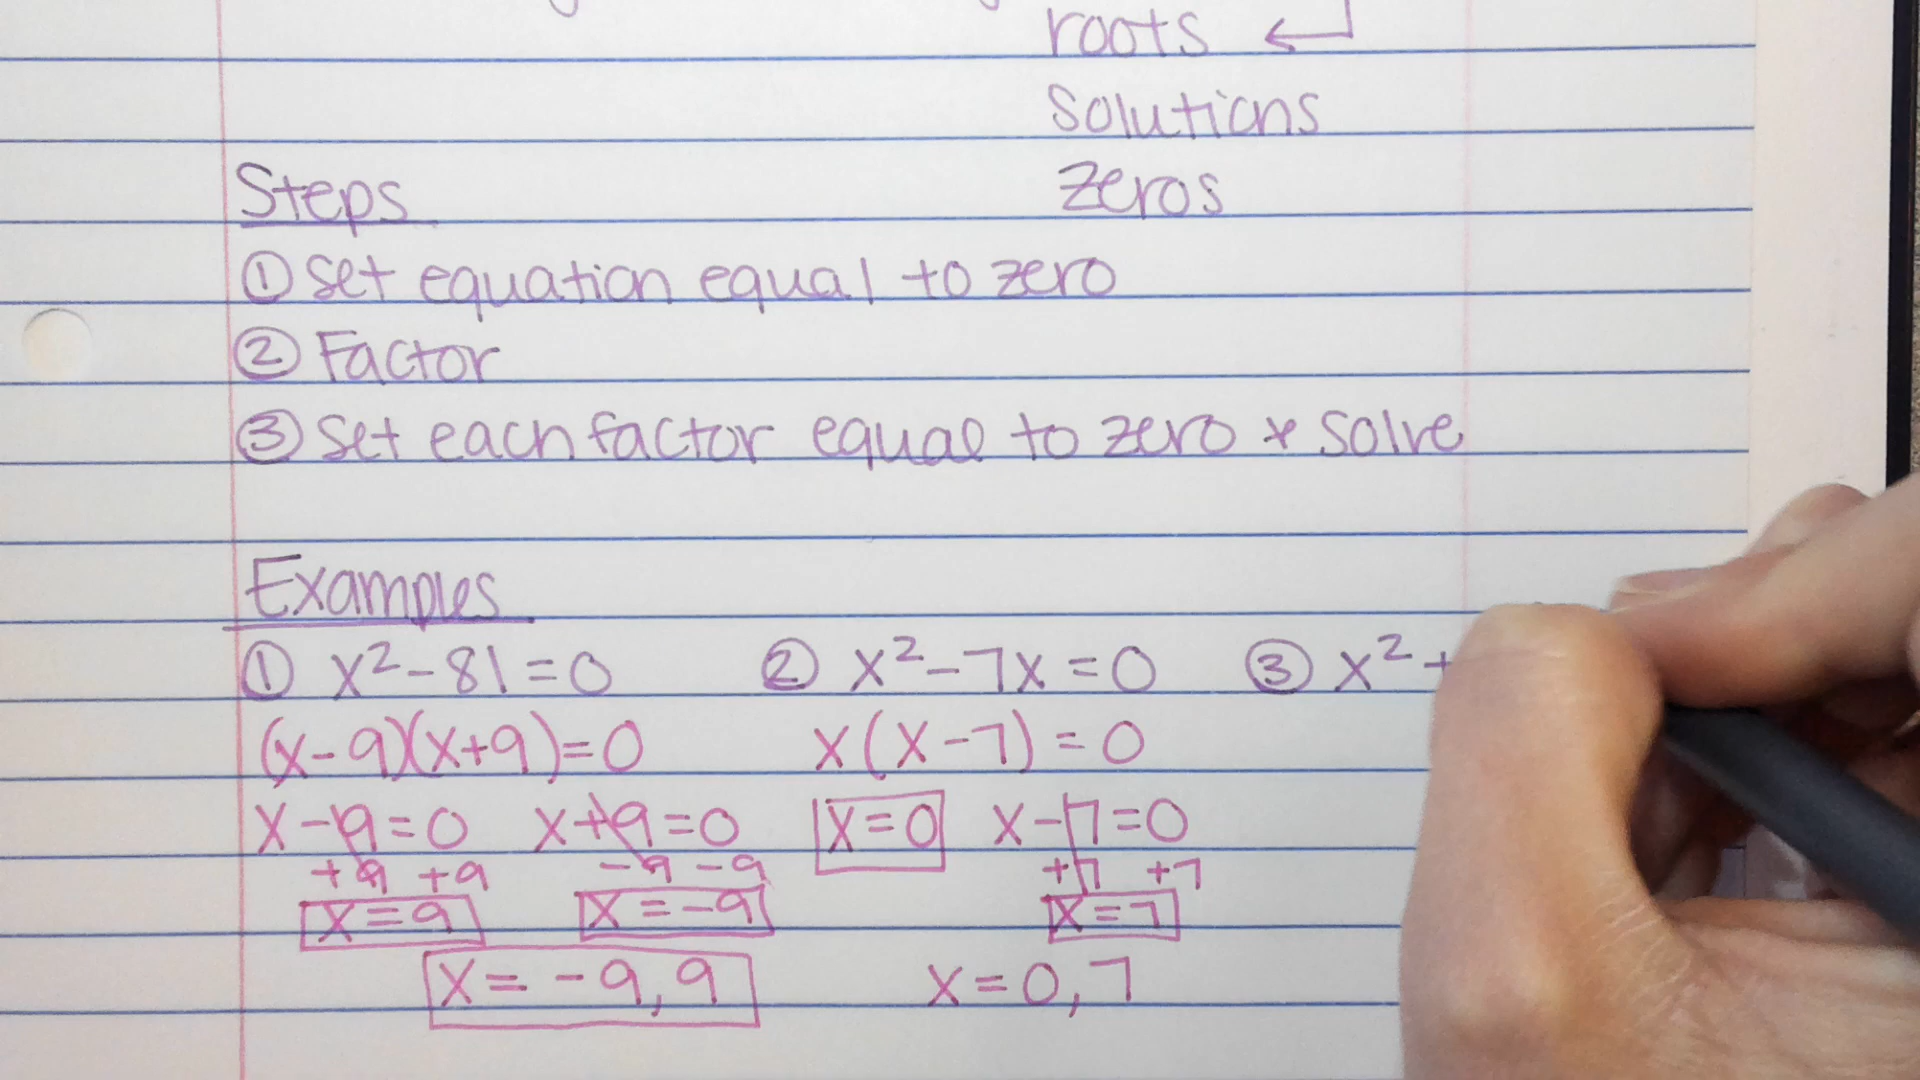 roots ←
solutions
Steps
zeros
① set equation equal to zero
② Factor
③ set each factor equal to zero & solve
Examples
① x²-81=0 ② x²-7x=0 ③ x²+
(x-9)(x+9)=0 x(x-7)=0
x-9=0 x+9=0 x=0 x-7=0
+9 +9 -9 -9 +7 +7
x=9 x=-9 x=7
x=-9,9 x=0,7